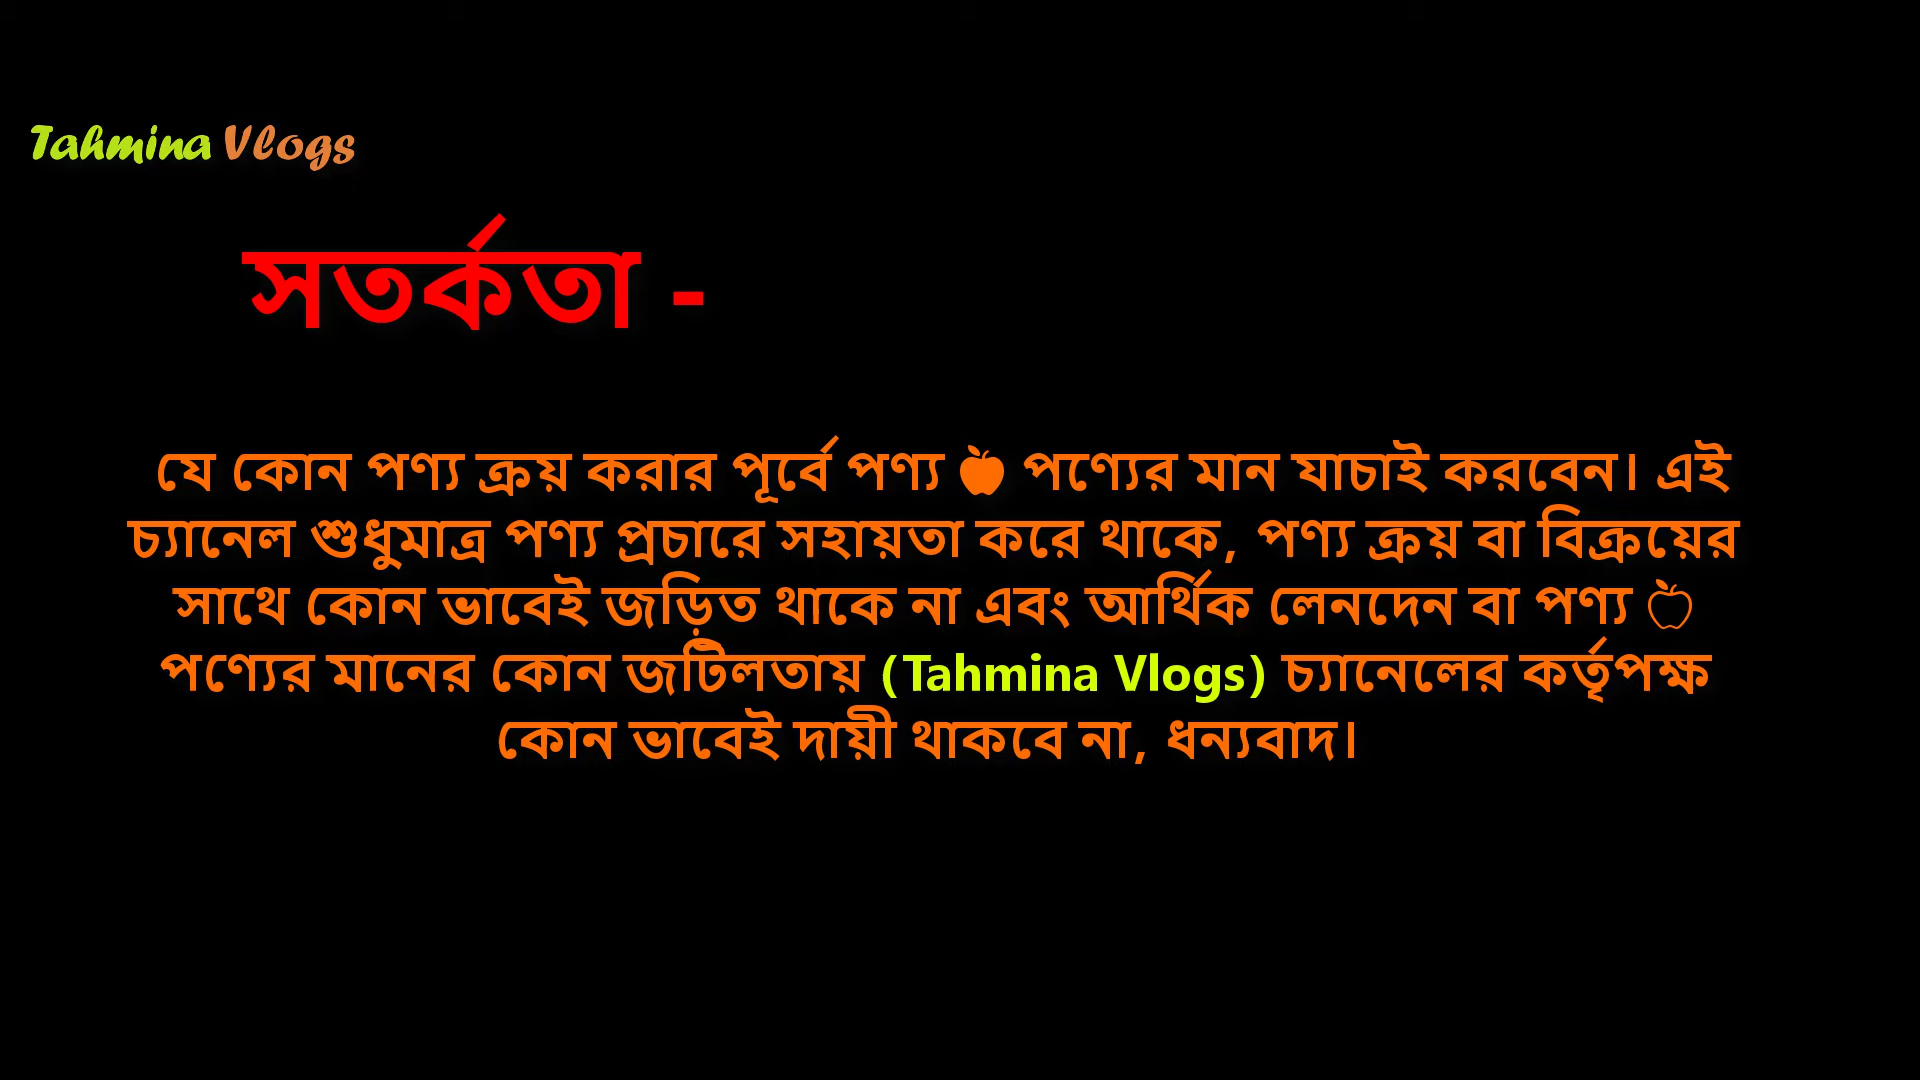 Tahmina Vlogs
সতর্কতা -
যে কোন পণ্য ক্রয় করার পূর্বে পণ্য 🍎 পণ্যের মান যাচাই করবেন। এই
চ্যানেল শুধুমাত্র পণ্য প্রচারে সহায়তা করে থাকে, পণ্য ক্রয় বা বিক্রয়ের
সাথে কোন ভাবেই জড়িত থাকে না এবং আর্থিক লেনদেন বা পণ্য 🍎
পণ্যের মানের কোন জটিলতায় (Tahmina Vlogs) চ্যানেলের কর্তৃপক্ষ
কোন ভাবেই দায়ী থাকবে না, ধন্যবাদ।